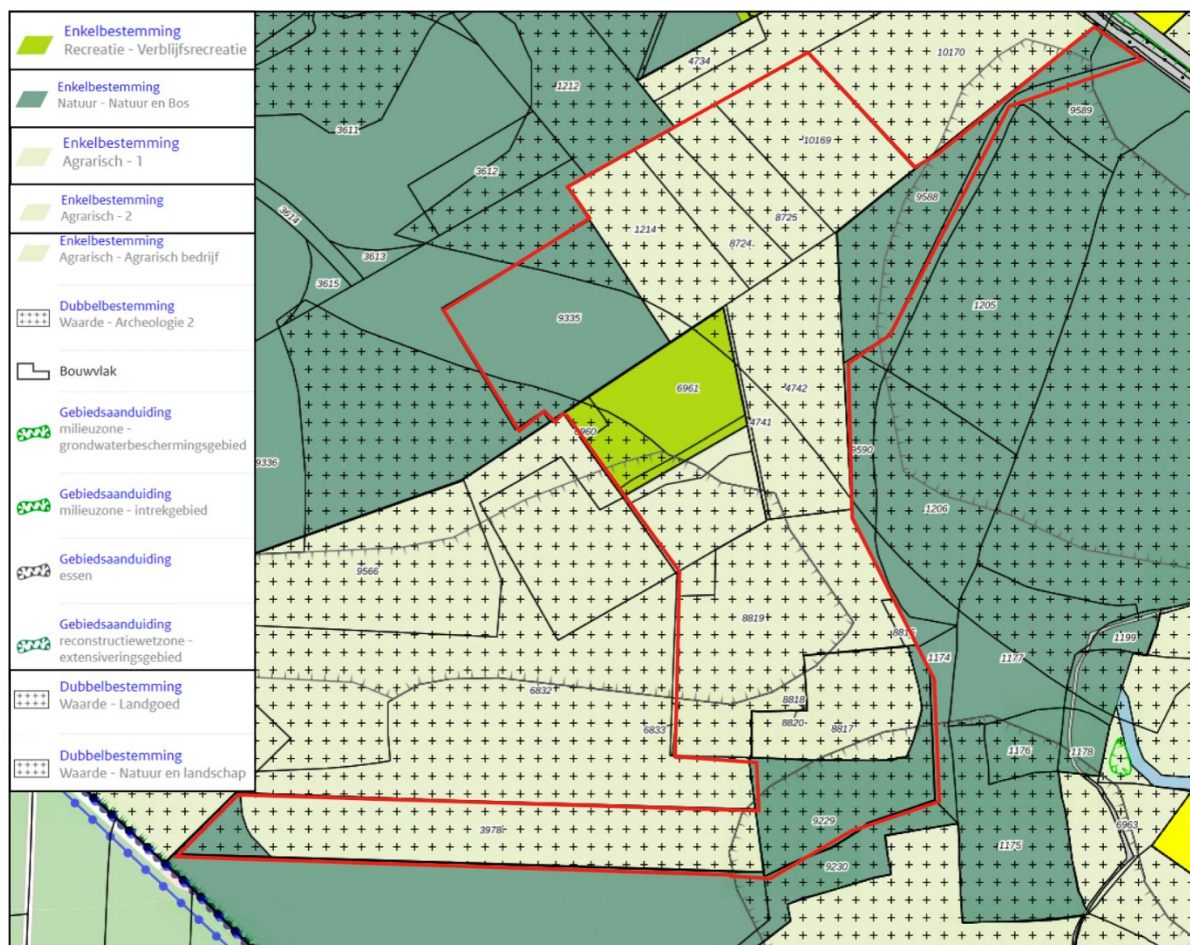 Enkelbestemming
Recreatie - Verblijfsrecreatie
Enkelbestemming
Natuur - Natuur en Bos
Enkelbestemming
Agrarisch - 1
Enkelbestemming
Agrarisch - 2
Enkelbestemming
Agrarisch - Agrarisch bedrijf
Dubbelbestemming
Waarde - Archeologie 2
Bouwvlak
Gebiedsaanduiding
milieuzone -
grondwaterbeschermingsgebied
Gebiedsaanduiding
milieuzone - intrekgebied
Gebiedsaanduiding
essen
Gebiedsaanduiding
reconstructiewetzone -
extensiveringsgebied
Dubbelbestemming
Waarde - Landgoed
Dubbelbestemming
Waarde - Natuur en landschap
10170
4734
1212
9589
3611
10169
3612
9588
3614
8725
1214
8724
3613
3615
1205
9335
6961
4742
4741
6960
9590
9336
1206
9566
8819
8816
1199
1174
1177
6832
8818
8820
8817
6833
1176
1178
9229
3978
6963
1175
9230